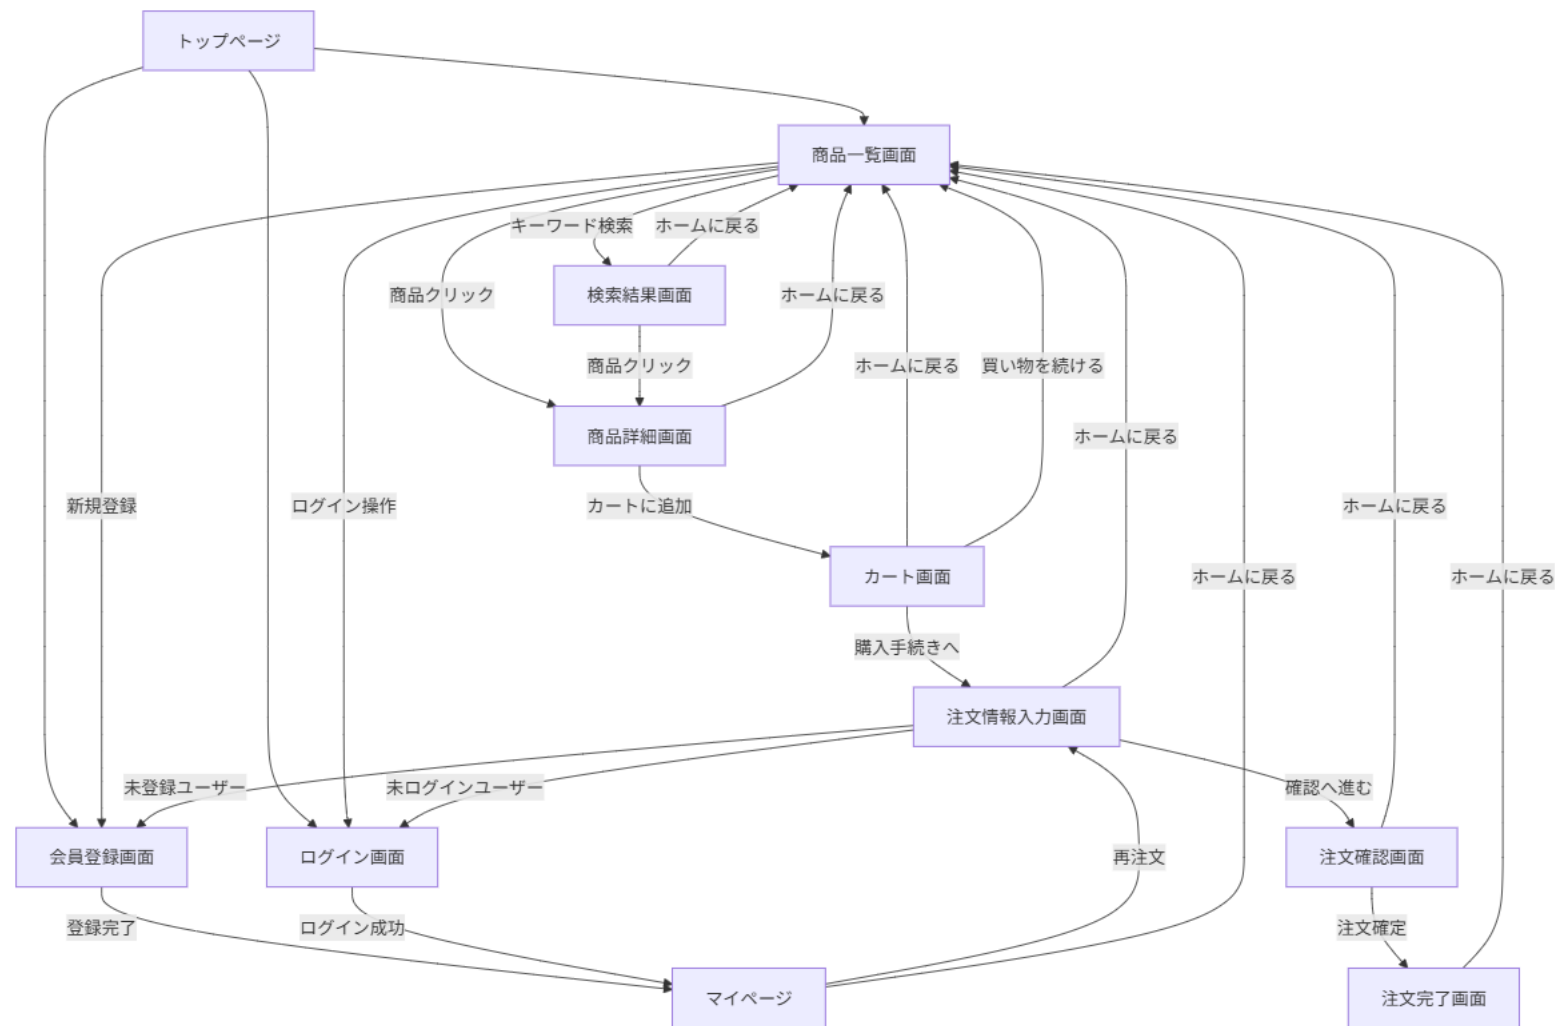 トップページ
商品一覧画面
キーワード検索
ホームに戻る
商品クリック
検索結果画面
ホームに戻る
商品クリック
ホームに戻る
買い物を続ける
商品詳細画面
ホームに戻る
新規登録
ログイン操作
カートに追加
ホームに戻る
カート画面
ホームに戻る
ホームに戻る
購入手続きへ
注文情報入力画面
未登録ユーザー
未ログインユーザー
確認へ進む
会員登録画面
ログイン画面
再注文
注文確認画面
登録完了
ログイン成功
注文確定
マイページ
注文完了画面